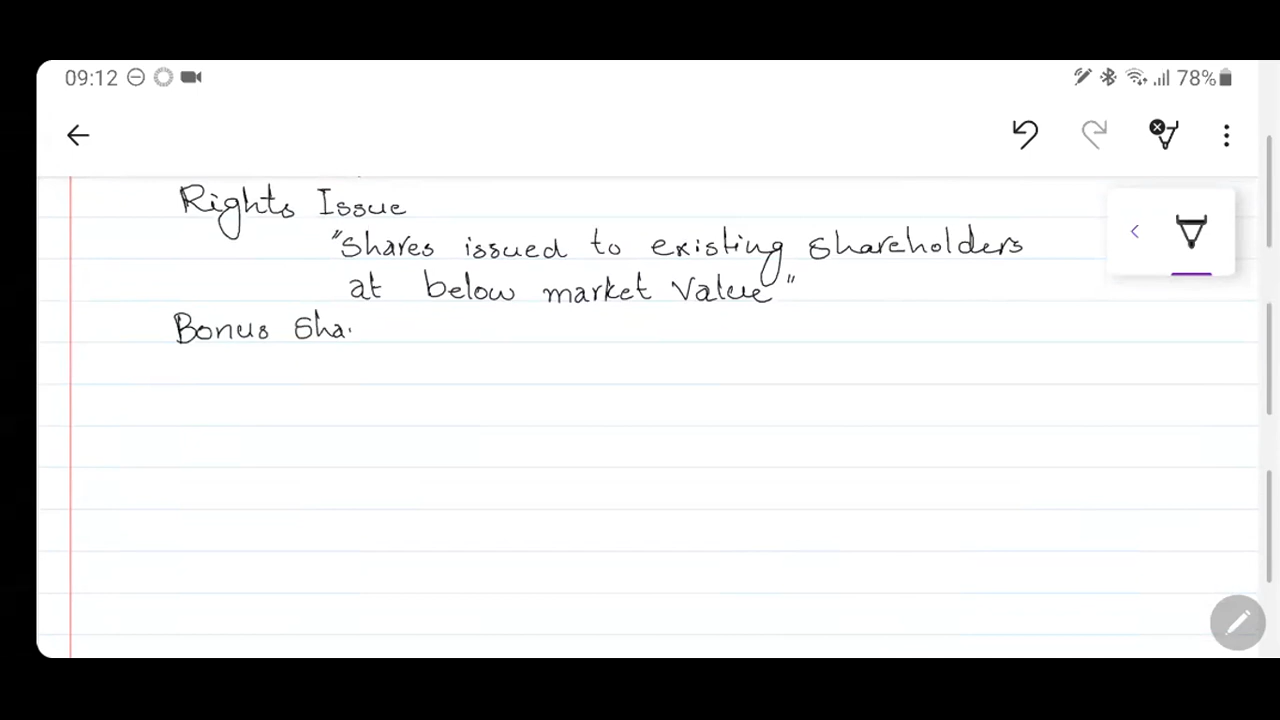 09:12 78%
Rights Issue
"Shares issued to existing shareholders
at below market value"
Bonus Sha